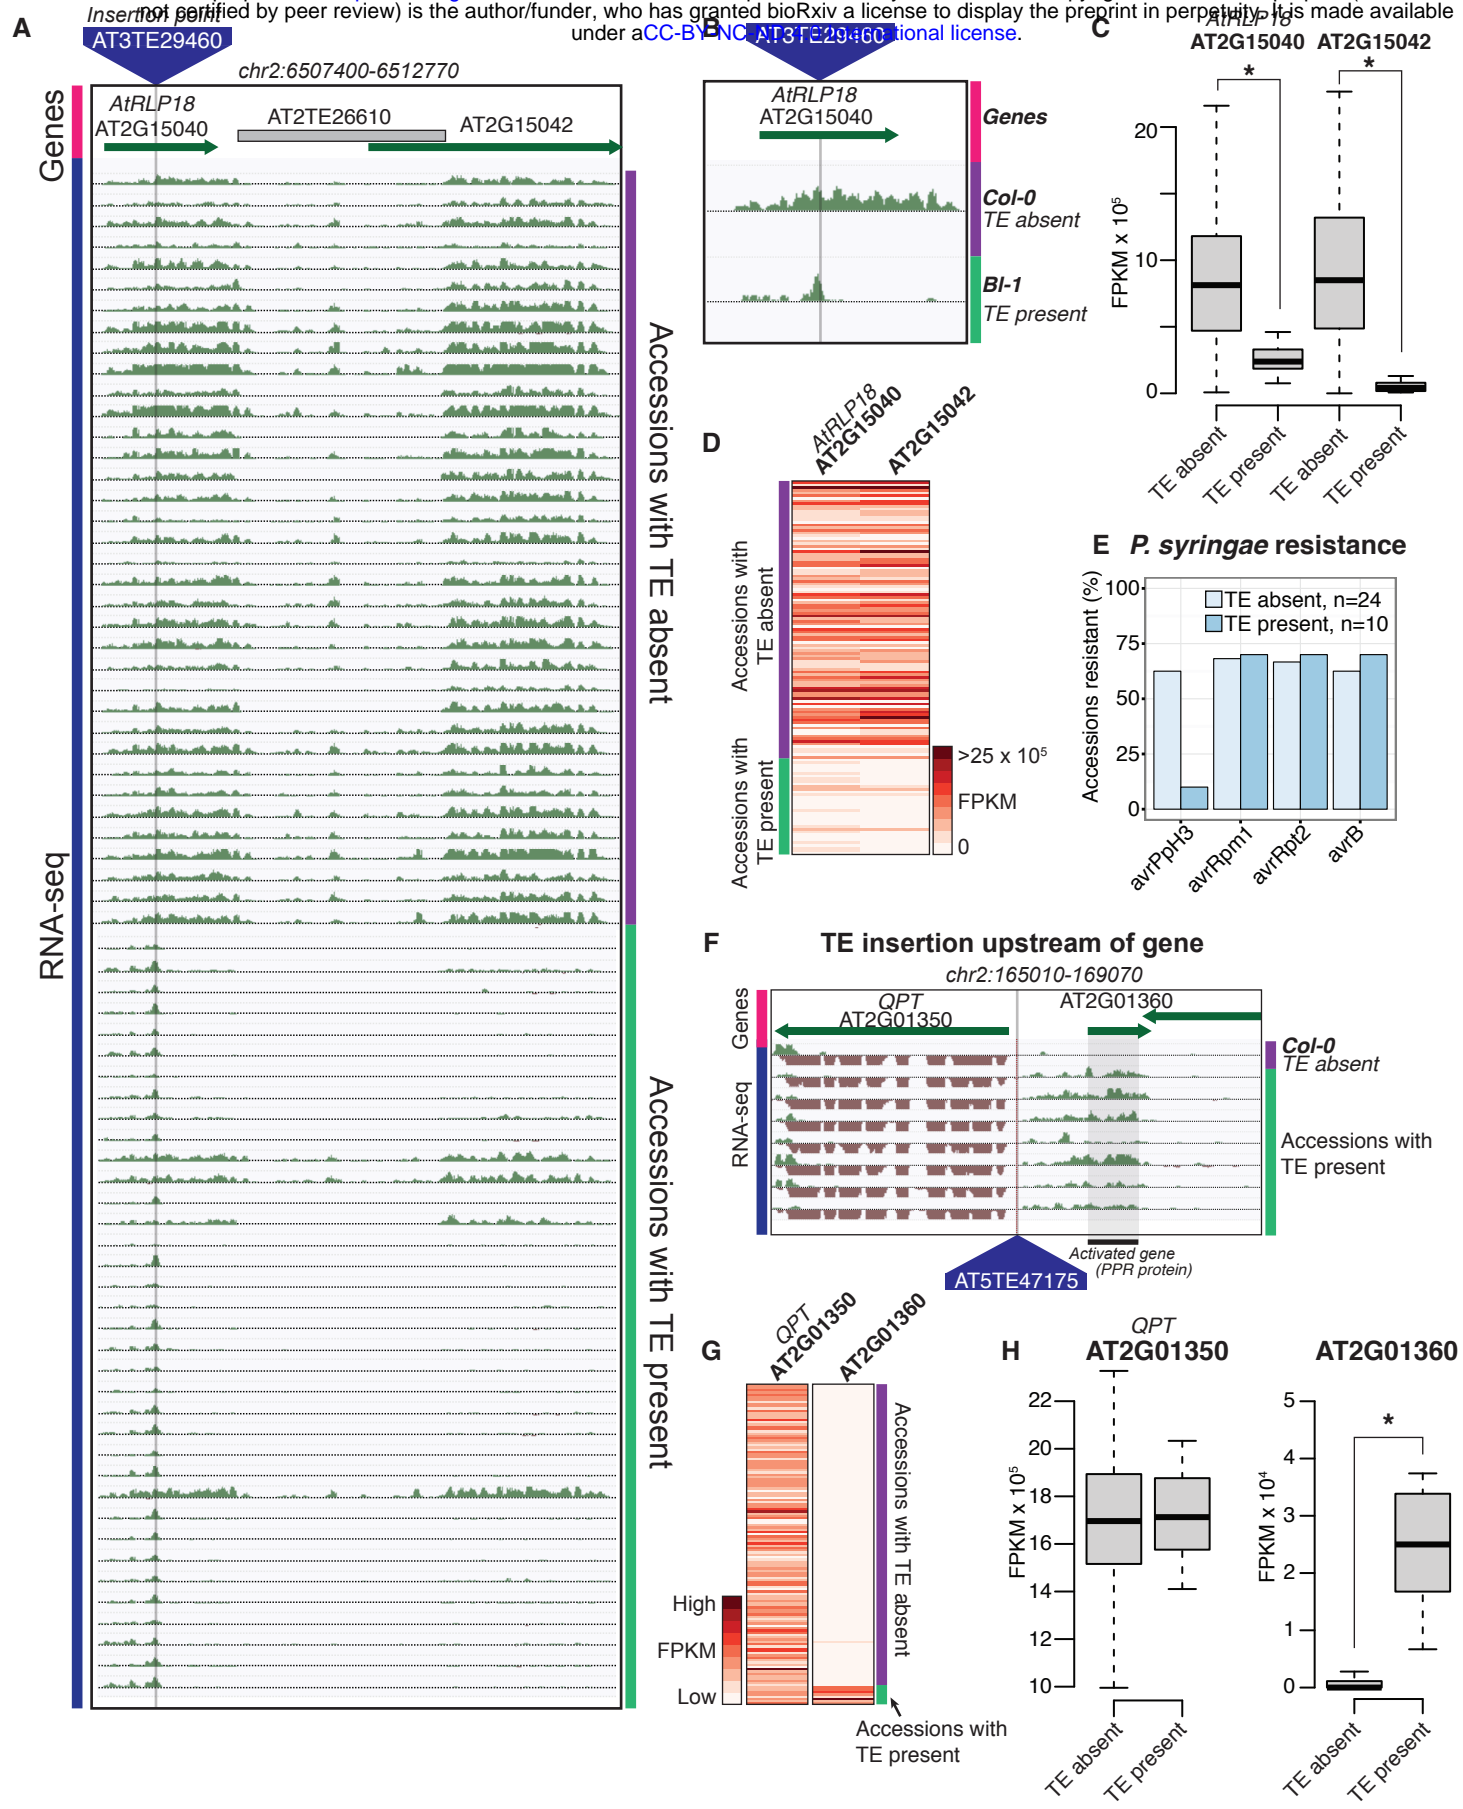 not certified by peer review) is the author/funder, who has granted bioRxiv a license to display the preprint in perpetuity. It is made available
under aCC-BY-NC-ND 4.0 International license.
A
Insertion point
AT3TE29460
chr2:6507400-6512770
Genes
AtRLP18
AT2G15040
AT2TE26610
AT2G15042
RNA-seq
Accessions with TE absent
Accessions with TE present
B
AT3TE29460
AtRLP18
AT2G15040
Genes
Col-0
TE absent
Bl-1
TE present
C
AtRLP18
AT2G15040 AT2G15042
* *
FPKM x 10⁵
20
10
0
TE absent
TE present
TE absent
TE present
D
AtRLP18
AT2G15040
AT2G15042
Accessions with
TE absent
Accessions with
TE present
>25 x 10⁵
FPKM
0
E P. syringae resistance
Accessions resistant (%)
100
75
50
25
0
TE absent, n=24
TE present, n=10
avrPpH3
avrRpm1
avrRpt2
avrB
F
TE insertion upstream of gene
chr2:165010-169070
Genes
QPT
AT2G01350
AT2G01360
RNA-seq
Col-0
TE absent
Accessions with
TE present
AT5TE47175
Activated gene
(PPR protein)
G
QPT
AT2G01350
AT2G01360
Accessions with TE absent
High
FPKM
Low
Accessions with
TE present
H
QPT
AT2G01350
FPKM x 10⁵
22
20
18
16
14
12
10
TE absent
TE present
AT2G01360
*
FPKM x 10⁴
5
4
3
2
1
0
TE absent
TE present